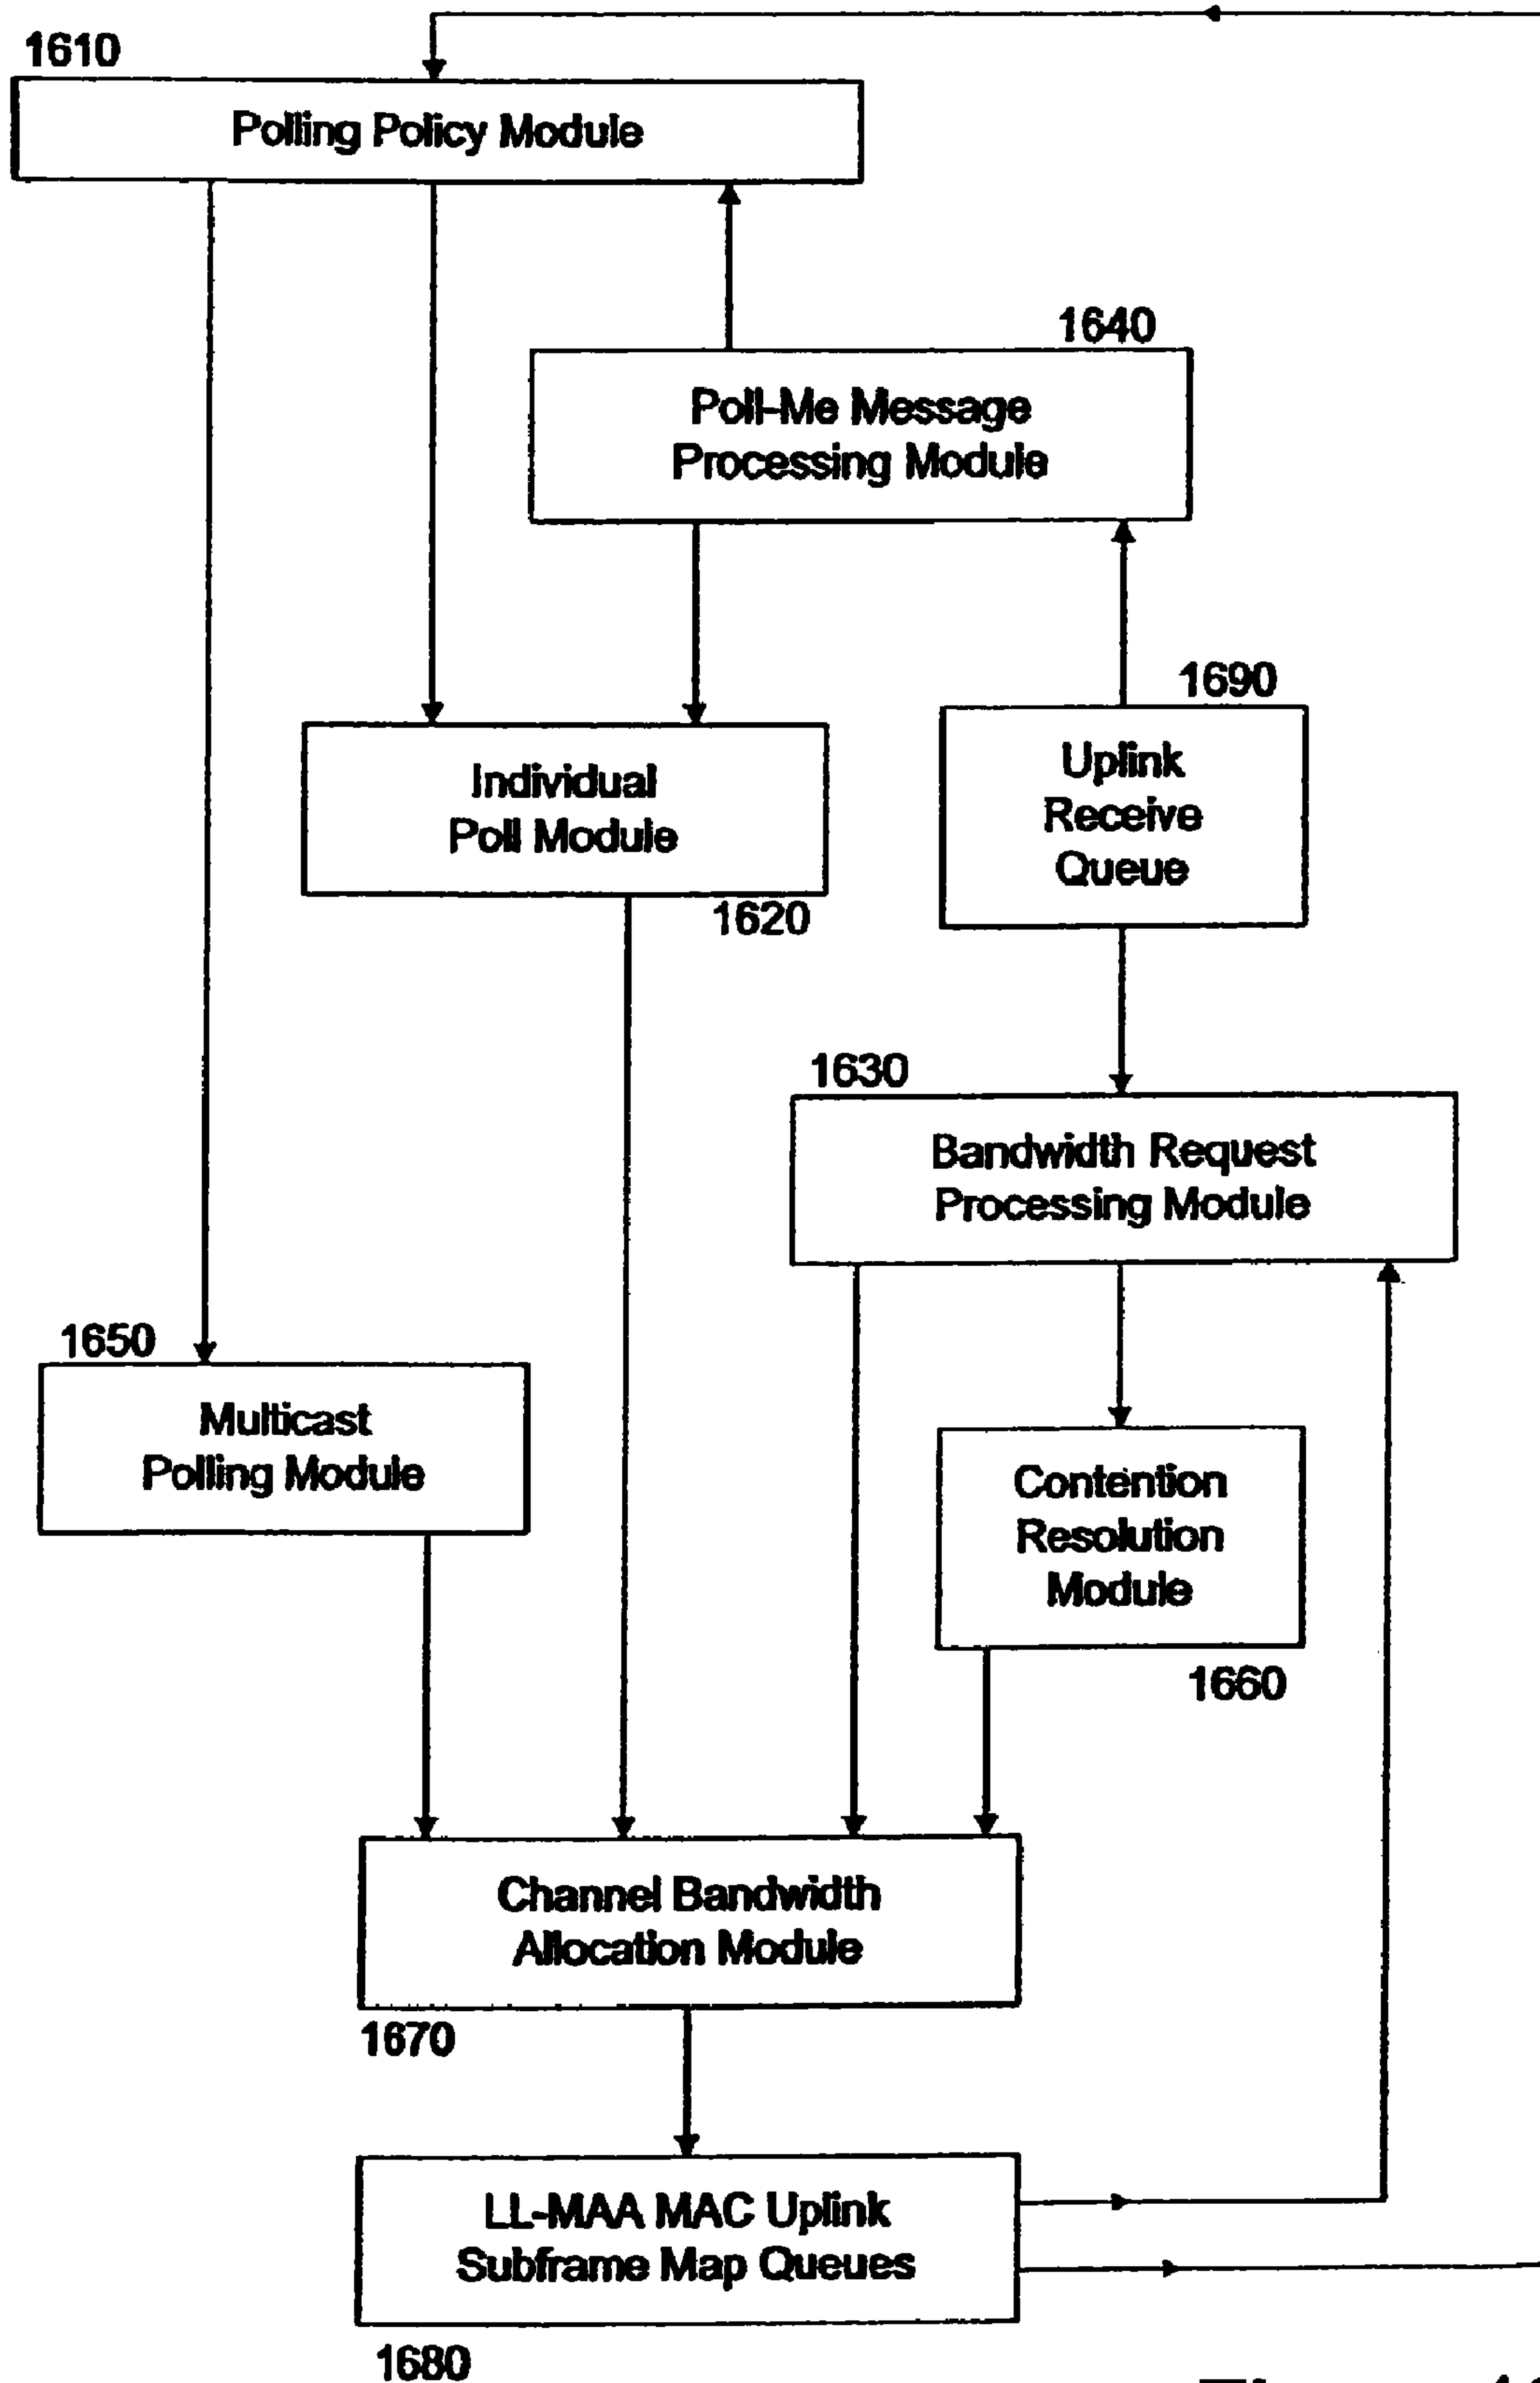 1610
Polling Policy Module
1640
Poll-Me Message
Processing Module
1690
Uplink
Receive
Queue
Individual
Poll Module
1620
1630
Bandwidth Request
Processing Module
1650
Multicast
Polling Module
Contention
Resolution
Module
1660
Channel Bandwidth
Allocation Module
1670
LL-MAA MAC Uplink
Subframe Map Queues
1680